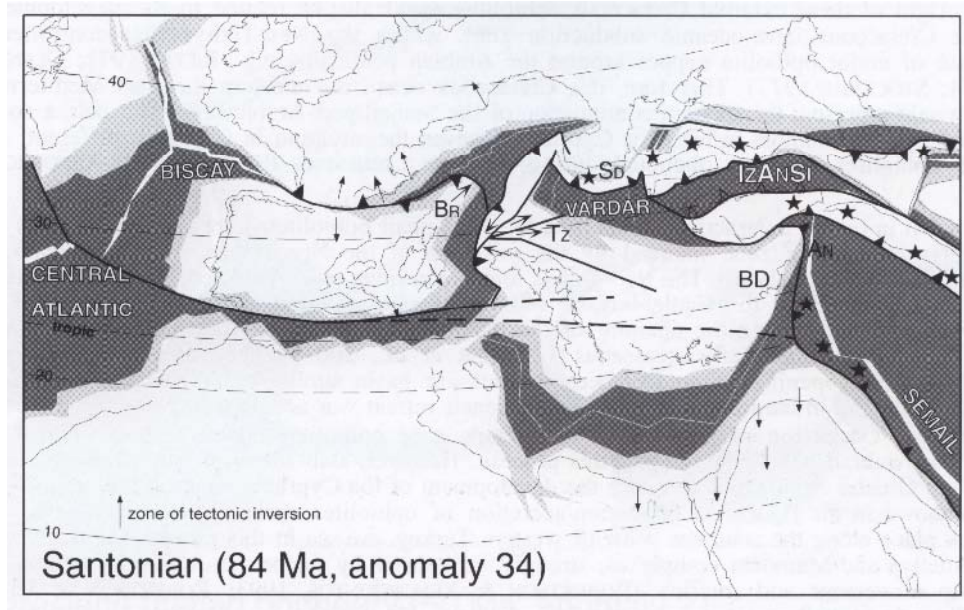 40
BISCAY
SD
IZANSI
BR
VARDAR
30
TZ
AN
CENTRAL
BD
ATLANTIC
tropic
20
SEMAIL
zone of tectonic inversion
10
Santonian (84 Ma, anomaly 34)